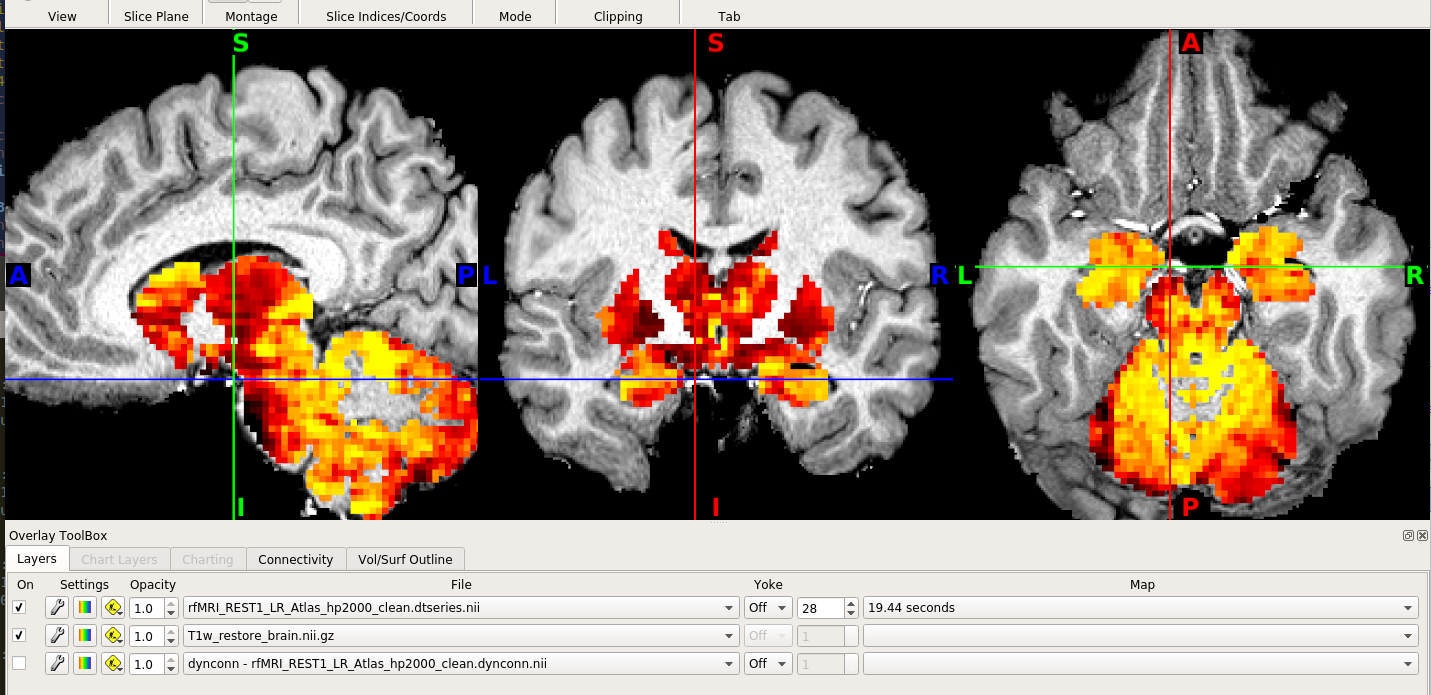 View Slice Plane Montage Slice Indices/Coords Mode Clipping Tab
S S A
A P L R L R
I I P
Overlay ToolBox
Layers Chart Layers Charting Connectivity Vol/Surf Outline
On Settings Opacity File Yoke Map
1.0 rfMRI_REST1_LR_Atlas_hp2000_clean.dtseries.nii Off 28 19.44 seconds
1.0 T1w_restore_brain.nii.gz Off 1
1.0 dynconn - rfMRI_REST1_LR_Atlas_hp2000_clean.dynconn.nii Off 1